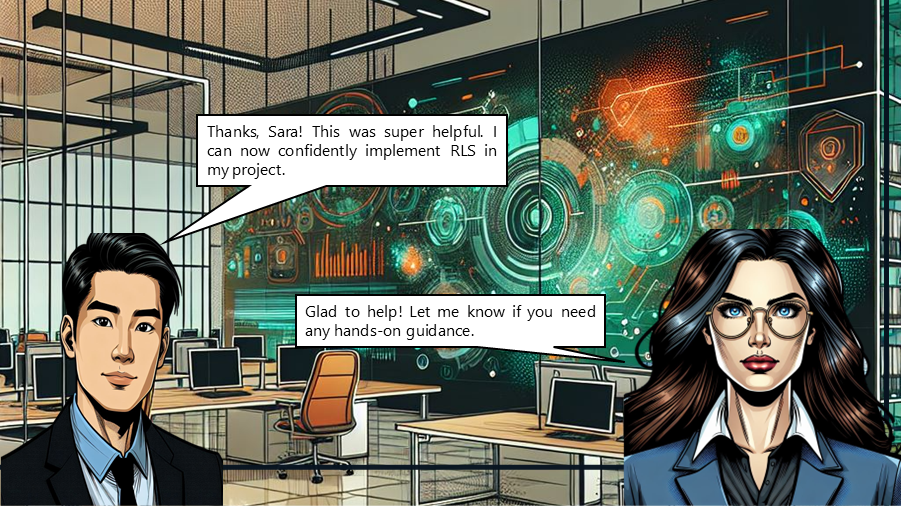 Thanks, Sara! This was super helpful. I
can now confidently implement RLS in
my project.
Glad to help! Let me know if you need
any hands-on guidance.